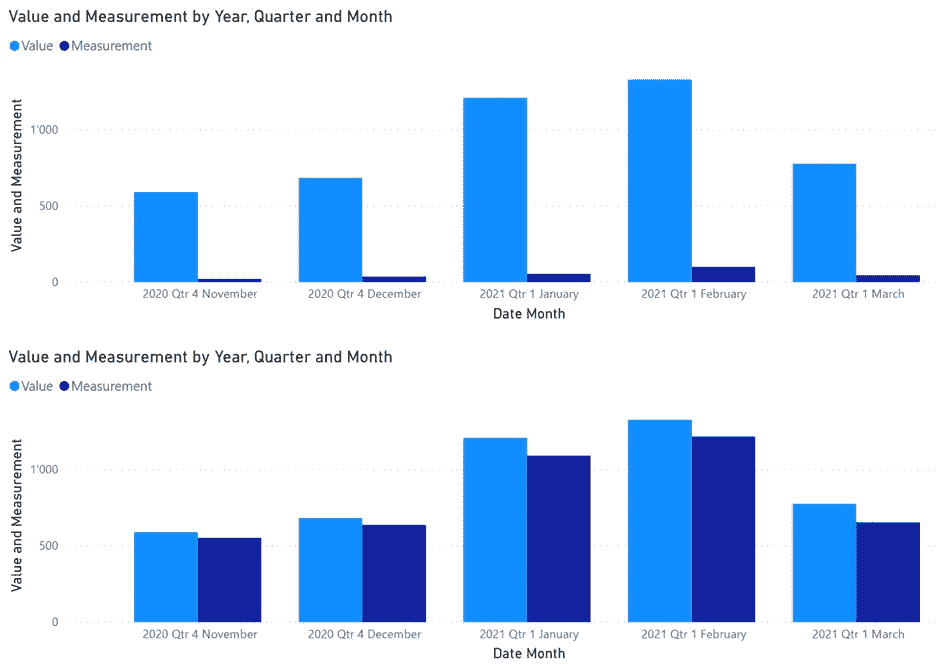 Value and Measurement by Year, Quarter and Month
Value Measurement
Value and Measurement
1'000
500
0
2020 Qtr 4 November 2020 Qtr 4 December 2021 Qtr 1 January 2021 Qtr 1 February 2021 Qtr 1 March
Date Month
Value and Measurement by Year, Quarter and Month
Value Measurement
Value and Measurement
1'000
500
0
2020 Qtr 4 November 2020 Qtr 4 December 2021 Qtr 1 January 2021 Qtr 1 February 2021 Qtr 1 March
Date Month